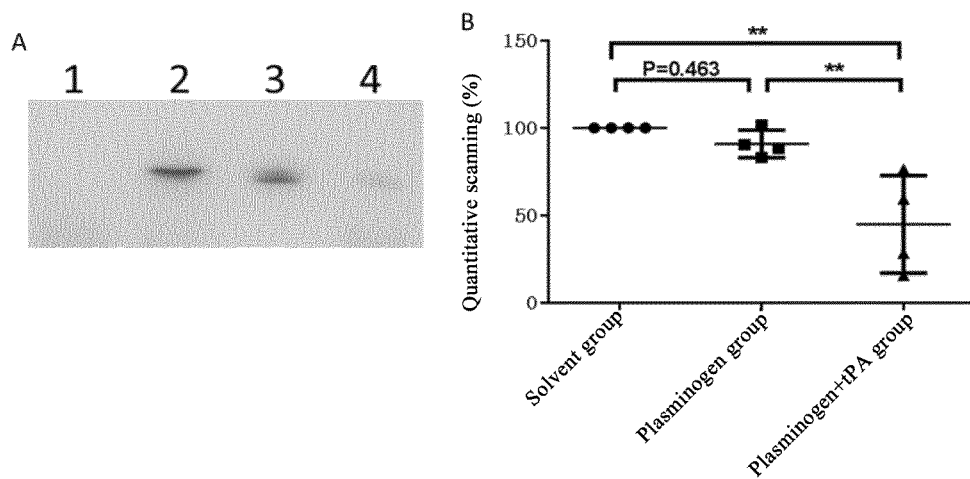 A
1 2 3 4
B
Quantitative scanning (%)
150
100
50
0
**
P=0.463
**
Solvent group
Plasminogen group
Plasminogen+tPA group